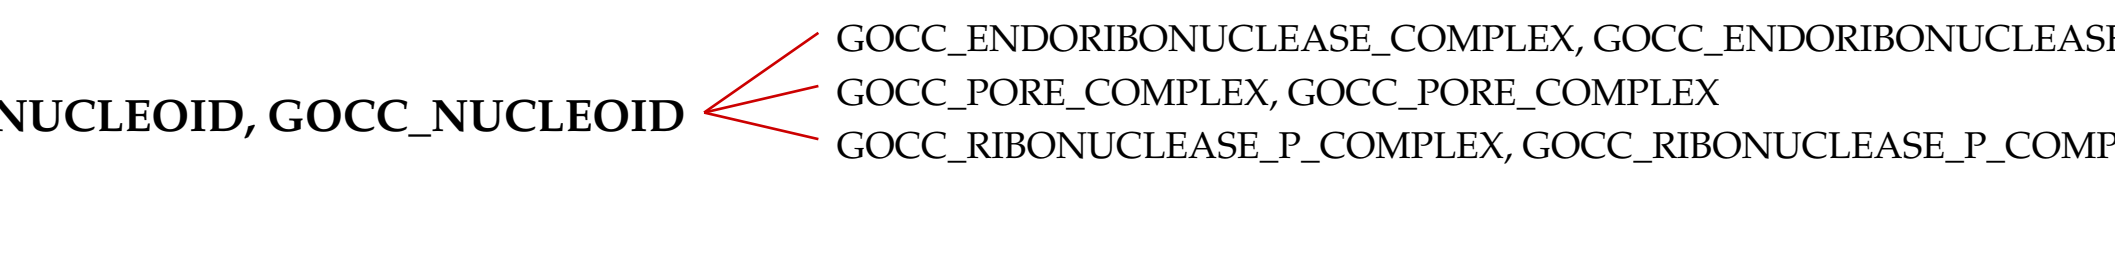 GOCC_ENDORIBONUCLEASE_COMPLEX, GOCC_ENDORIBONUCLEASE
GOCC_PORE_COMPLEX, GOCC_PORE_COMPLEX
NUCLEOID, GOCC_NUCLEOID
GOCC_RIBONUCLEASE_P_COMPLEX, GOCC_RIBONUCLEASE_P_COMP